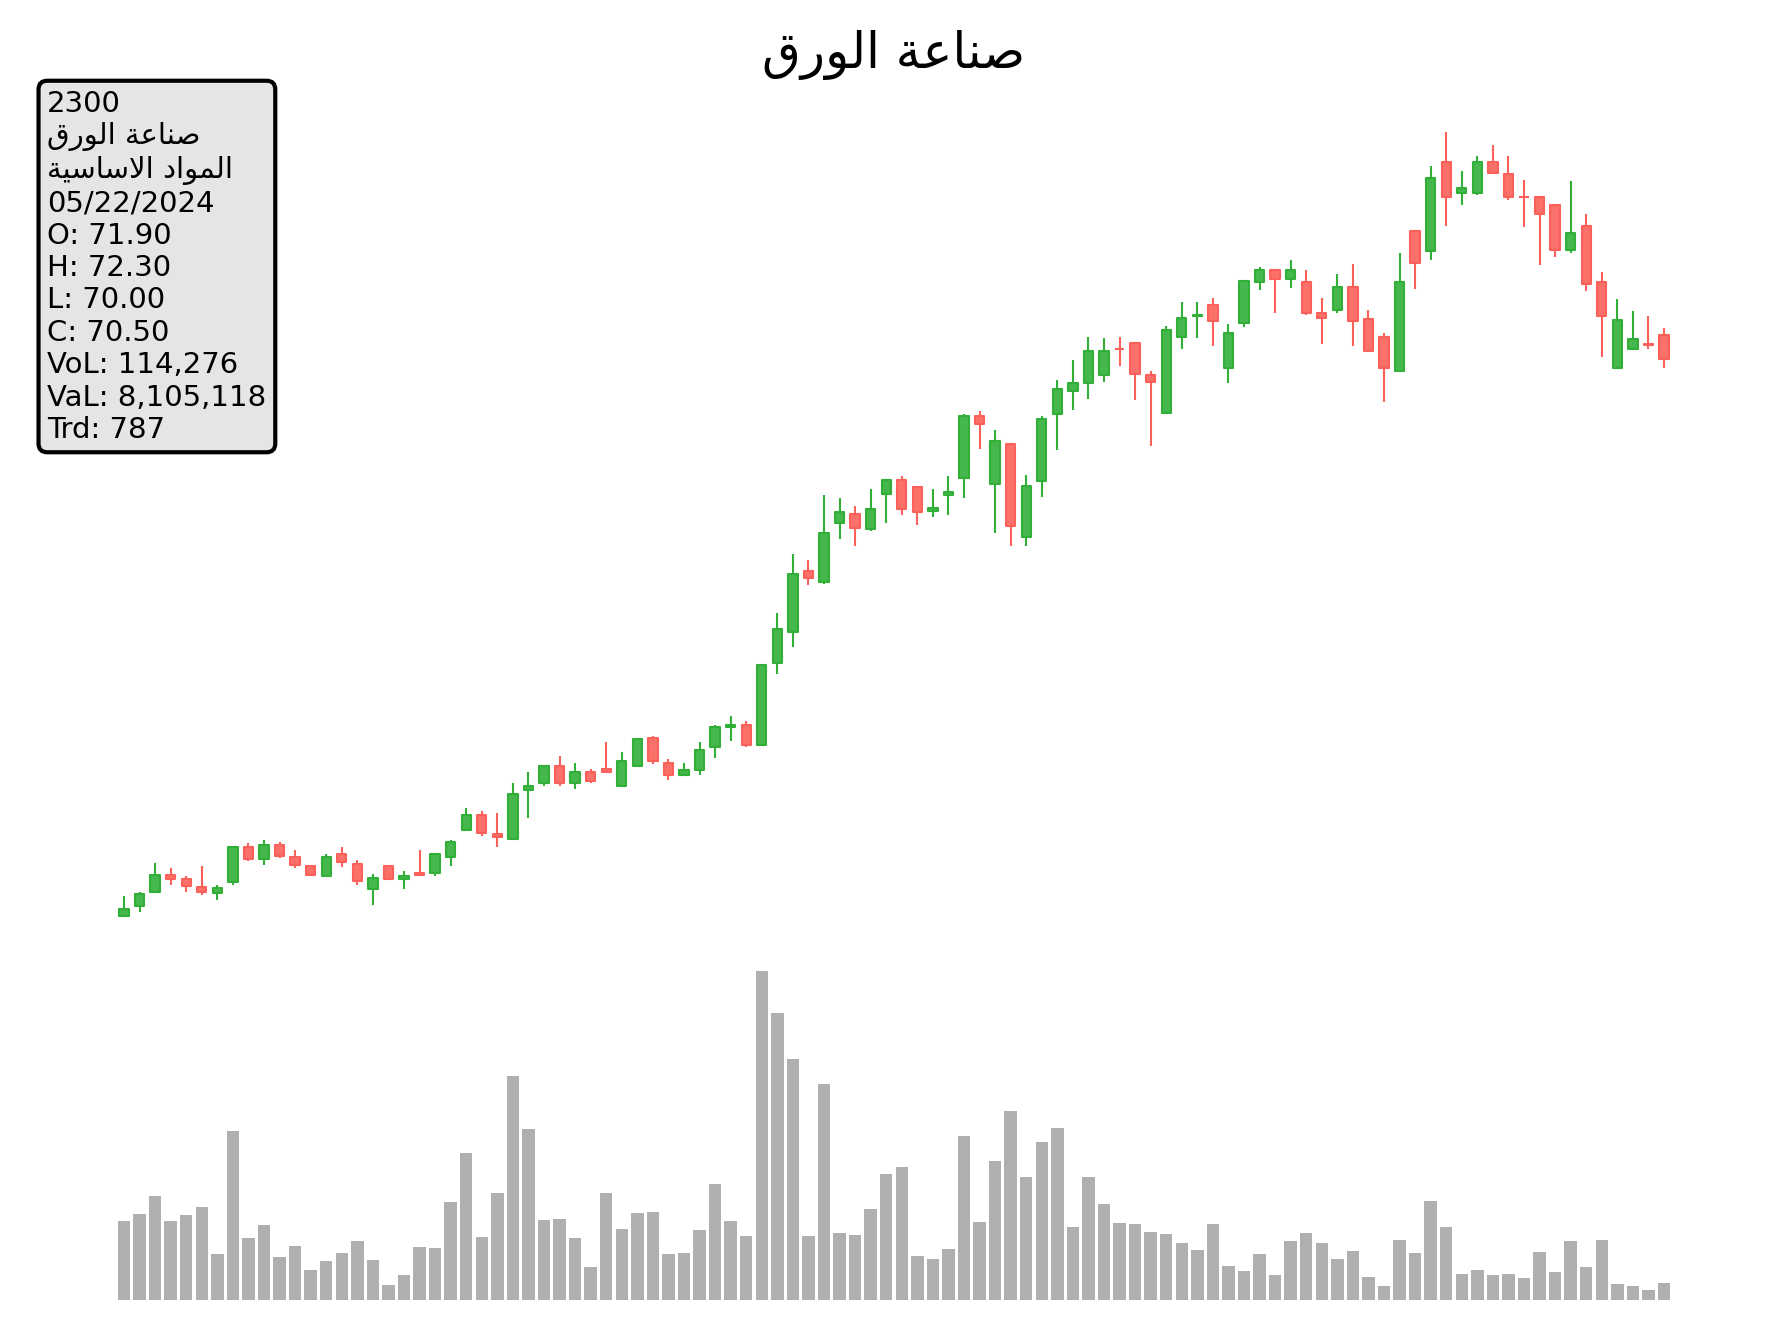 صناعة الورق
2300
صناعة الورق
المواد الاساسية
05/22/2024
O: 71.90
H: 72.30
L: 70.00
C: 70.50
VoL: 114,276
VaL: 8,105,118
Trd: 787